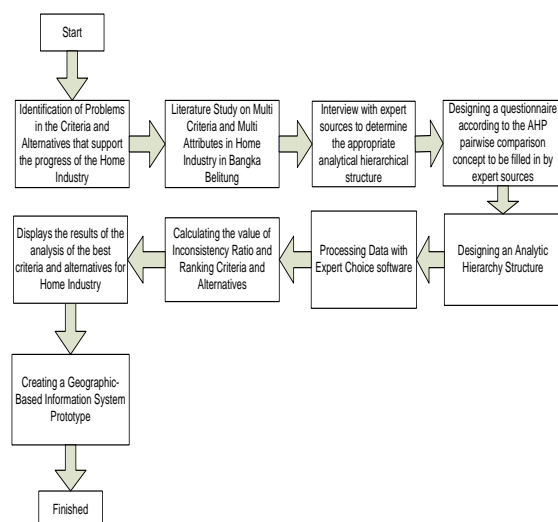 Start
Identification of Problems
in the Criteria and
Alternatives that support
the progress of the Home
Industry
Literature Study on Multi
Criteria and Multi
Attributes in Home
Industry in Bangka
Belitung
Interview with expert
sources to determine
the appropriate
analytical hierarchical
structure
Designing a questionnaire
according to the AHP
pairwise comparison
concept to be filled in by
expert sources
Designing an Analytic
Hierarchy Structure
Processing Data with
Expert Choice software
Calculating the value of
Inconsistency Ratio and
Ranking Criteria and
Alternatives
Displays the results of the
analysis of the best
criteria and alternatives for
Home Industry
Creating a Geographic-
Based Information System
Prototype
Finished